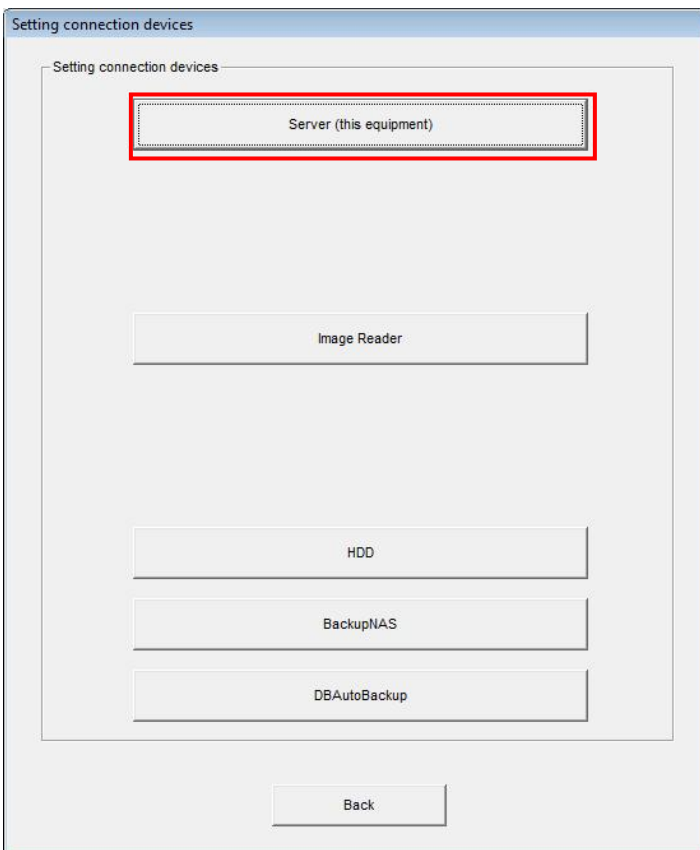 Setting connection devices
Setting connection devices
Server (this equipment)
Image Reader
HDD
BackupNAS
DBAutoBackup
Back